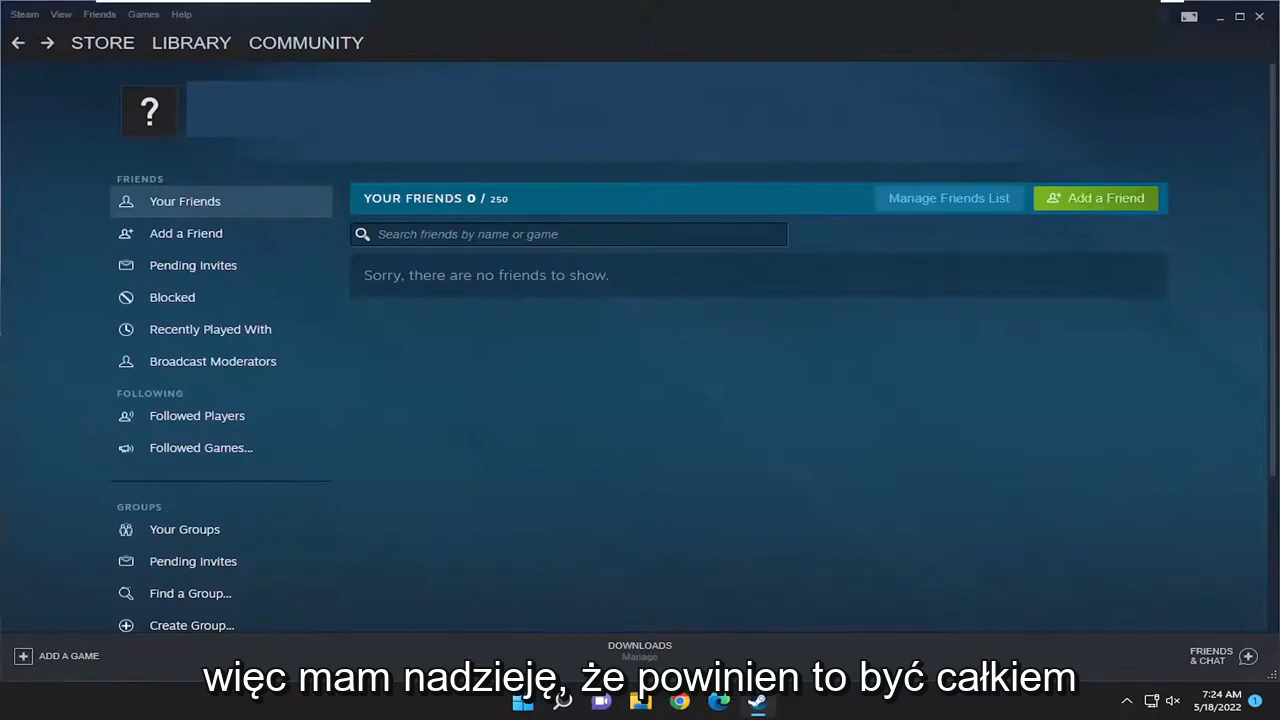 Steam View Friends Games Help
STORE LIBRARY COMMUNITY
?
FRIENDS
Your Friends
Add a Friend
Pending Invites
Blocked
Recently Played With
Broadcast Moderators
FOLLOWING
Followed Players
Followed Games...
GROUPS
Your Groups
Pending Invites
Find a Group...
Create Group...
YOUR FRIENDS 0 / 250
Manage Friends List
Add a Friend
Search friends by name or game
Sorry, there are no friends to show.
ADD A GAME
DOWNLOADS
Manage
FRIENDS
& CHAT
więc mam nadzieję, że powinien to być całkiem
7:24 AM
5/18/2022
1